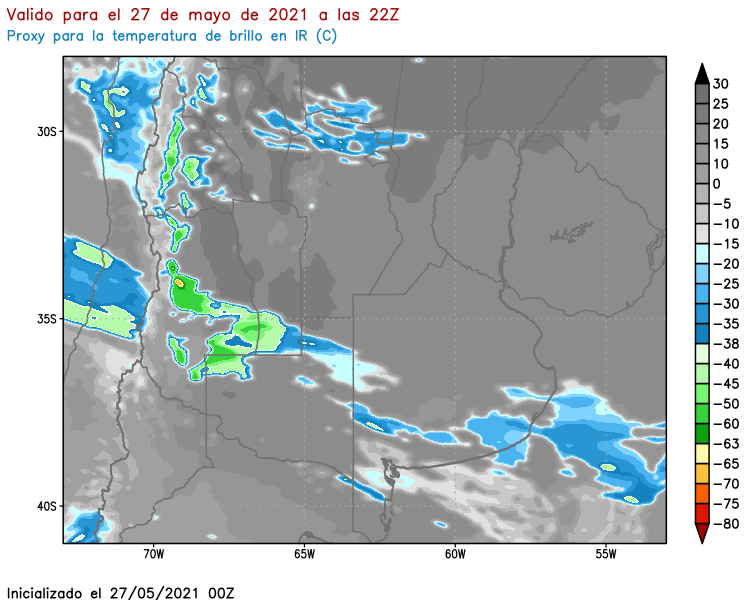 Valido para el 27 de mayo de 2021 a las 22Z
Proxy para la temperatura de brillo en IR (C)
30S
35S
40S
70W
65W
60W
55W
30
25
20
15
10
0
−5
−10
−15
−20
−25
−30
−35
−38
−40
−45
−50
−60
−63
−65
−70
−75
−80
Inicializado el 27/05/2021 00Z